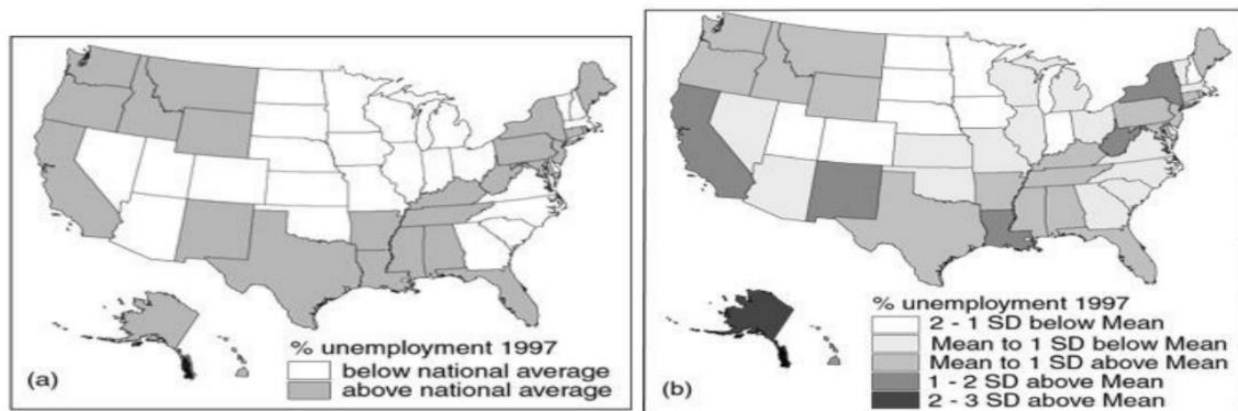 % unemployment 1997
below national average
above national average
(a)
% unemployment 1997
2 - 1 SD below Mean
Mean to 1 SD below Mean
Mean to 1 SD above Mean
1 - 2 SD above Mean
2 - 3 SD above Mean
(b)